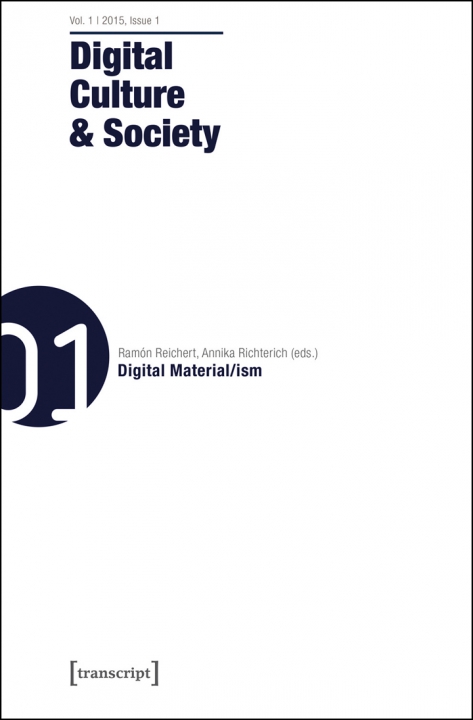 Vol. 1 | 2015, Issue 1
Digital
Culture
& Society
01
Ramón Reichert, Annika Richterich (eds.)
Digital Material/ism
[transcript]